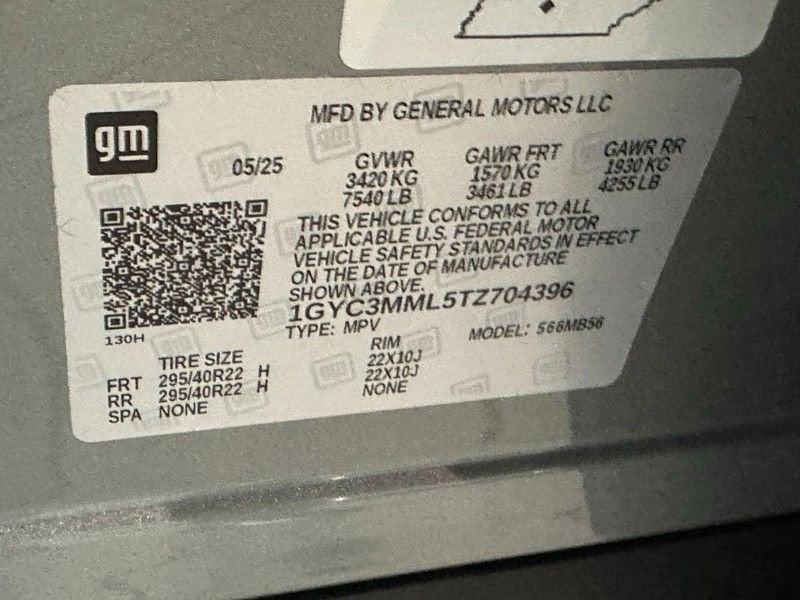 gm
MFD BY GENERAL MOTORS LLC
05/25
GVWR GAWR FRT GAWR RR
3420 KG 1570 KG 1930 KG
7540 LB 3461 LB 4255 LB
THIS VEHICLE CONFORMS TO ALL
APPLICABLE U.S. FEDERAL MOTOR
VEHICLE SAFETY STANDARDS IN EFFECT
ON THE DATE OF MANUFACTURE
SHOWN ABOVE.
1GYC3MML5TZ704396
TYPE: MPV MODEL: 566MB56
130H
TIRE SIZE RIM
FRT 295/40R22 H 22X10J
RR 295/40R22 H 22X10J
SPA NONE NONE